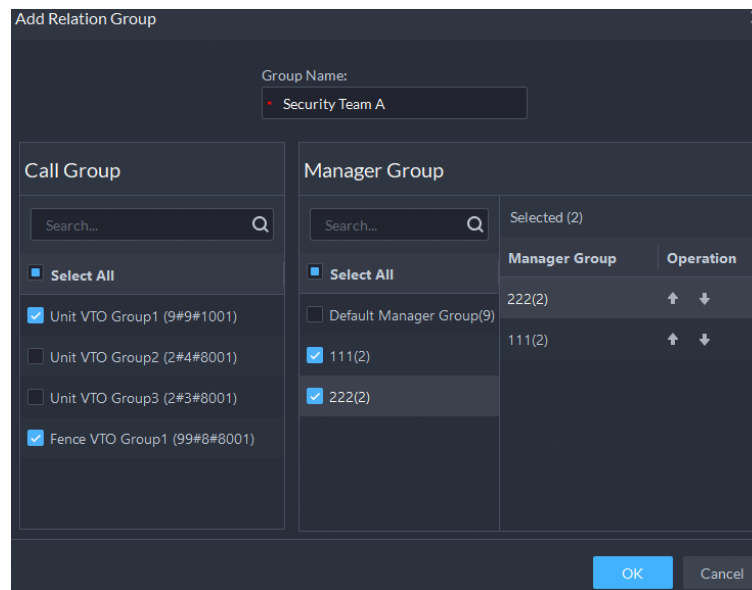 Add Relation Group
Group Name:
* Security Team A
Call Group
Search...
Select All
Unit VTO Group1 (9#9#1001)
Unit VTO Group2 (2#4#8001)
Unit VTO Group3 (2#3#8001)
Fence VTO Group1 (99#8#8001)
Manager Group
Search...
Select All
Default Manager Group(9)
111(2)
222(2)
Selected (2)
Manager Group Operation
222(2)
111(2)
OK Cancel